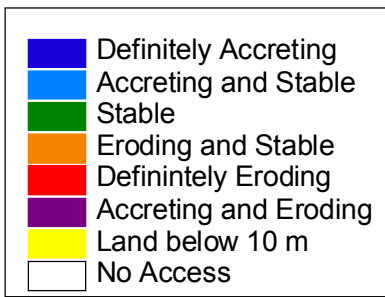 Definitely Accreting
Accreting and Stable
Stable
Eroding and Stable
Definintely Eroding
Accreting and Eroding
Land below 10 m
No Access